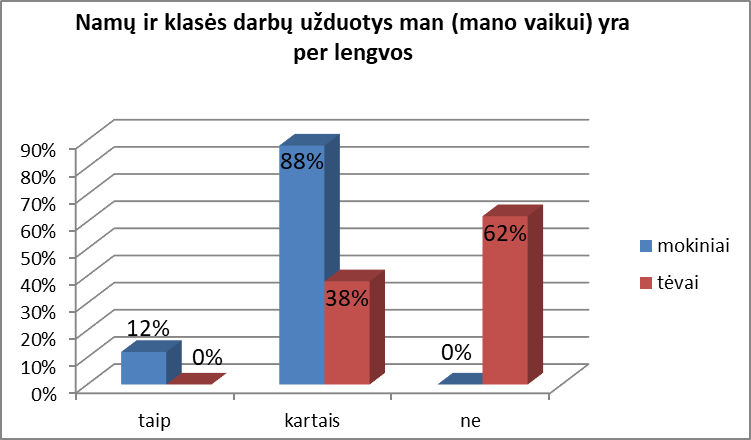 Namų ir klasės darbų užduotys man (mano vaikui) yra
per lengvos
90%
80%
70%
60%
50%
40%
30%
20%
10%
0%
12%
0%
88%
38%
0%
62%
taip
kartais
ne
mokiniai
tėvai